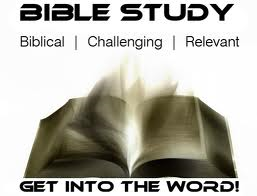 BIBLE STUDY
Biblical | Challenging | Relevant
GET INTO THE WORD!